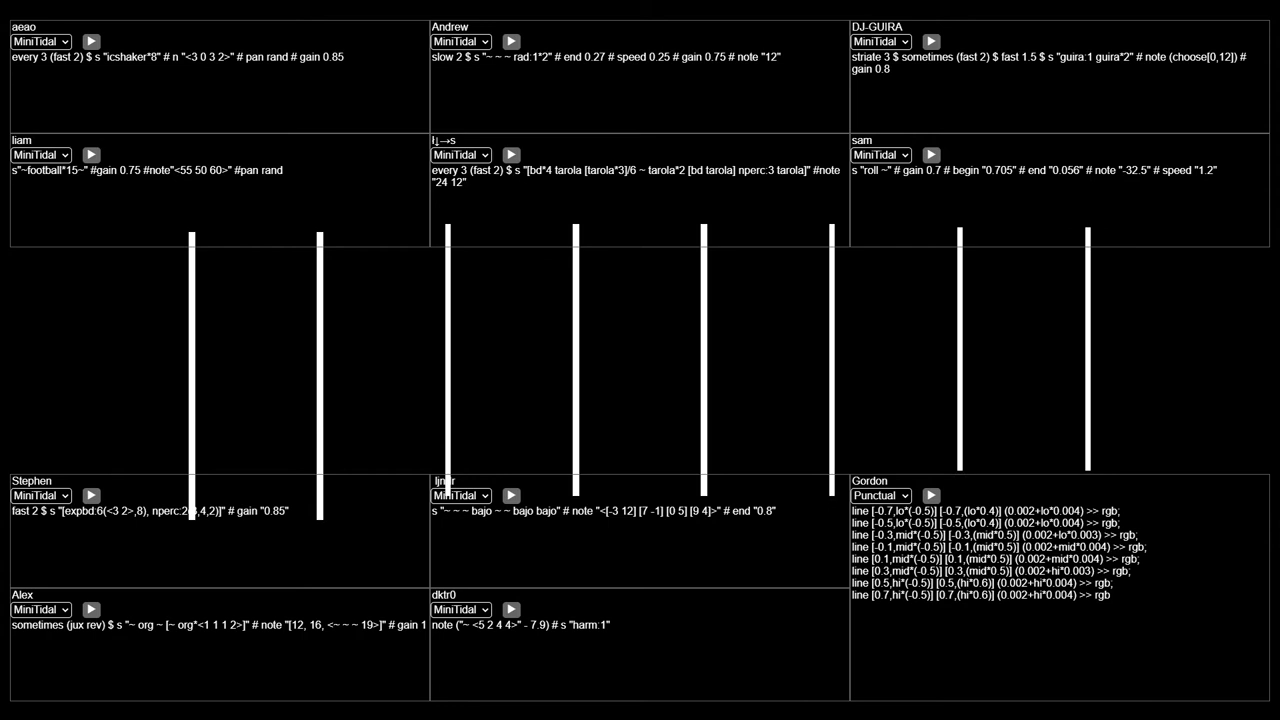 aeao
MiniTidal
every 3 (fast 2) $ s "icshaker*8" # n "<3 0 3 2>" # pan rand # gain 0.85
Andrew
MiniTidal
slow 2 $ s "~ ~ ~ rad:1*2" # end 0.27 # speed 0.25 # gain 0.75 # note "12"
DJ-GUIRA
MiniTidal
striate 3 $ sometimes (fast 2) $ fast 1.5 $ s "guira:1 guira*2" # note (choose[0,12]) #
gain 0.8
liam
MiniTidal
s"~football*15~" #gain 0.75 #note"<55 50 60>" #pan rand
ł↓→s
MiniTidal
every 3 (fast 2) $ s "[bd*4 tarola [tarola*3]/6 ~ tarola*2 [bd tarola] nperc:3 tarola]" #note
"24 12"
sam
MiniTidal
s "roll ~" # gain 0.7 # begin "0.705" # end "0.056" # note "-32.5" # speed "1.2"
Stephen
MiniTidal
fast 2 $ s "[expbd:6(<3 2>,8), nperc:2(3,4,2)]" # gain "0.85"
MiniTidal
s "~ ~ ~ bajo ~ ~ bajo bajo" # note "<[-3 12] [7 -1] [0 5] [9 4]>" # end "0.8"
Gordon
Punctual
line [-0.7,lo*(-0.5)] [-0.7,(lo*0.4)] (0.002+lo*0.004) >> rgb;
line [-0.5,lo*(-0.5)] [-0.5,(lo*0.4)] (0.002+lo*0.004) >> rgb;
line [-0.3,mid*(-0.5)] [-0.3,(mid*0.5)] (0.002+lo*0.003) >> rgb;
line [-0.1,mid*(-0.5)] [-0.1,(mid*0.5)] (0.002+mid*0.004) >> rgb;
line [0.1,mid*(-0.5)] [0.1,(mid*0.5)] (0.002+mid*0.004) >> rgb;
line [0.3,mid*(-0.5)] [0.3,(mid*0.5)] (0.002+hi*0.003) >> rgb;
line [0.5,hi*(-0.5)] [0.5,(hi*0.6)] (0.002+hi*0.004) >> rgb;
line [0.7,hi*(-0.5)] [0.7,(hi*0.6)] (0.002+hi*0.004) >> rgb
Alex
MiniTidal
sometimes (jux rev) $ s "~ org ~ [~ org*<1 1 1 2>]" # note "[12, 16, <~ ~ ~ 19>]" # gain 1
dktr0
MiniTidal
note ("~ <5 2 4 4>" - 7.9) # s "harm:1"